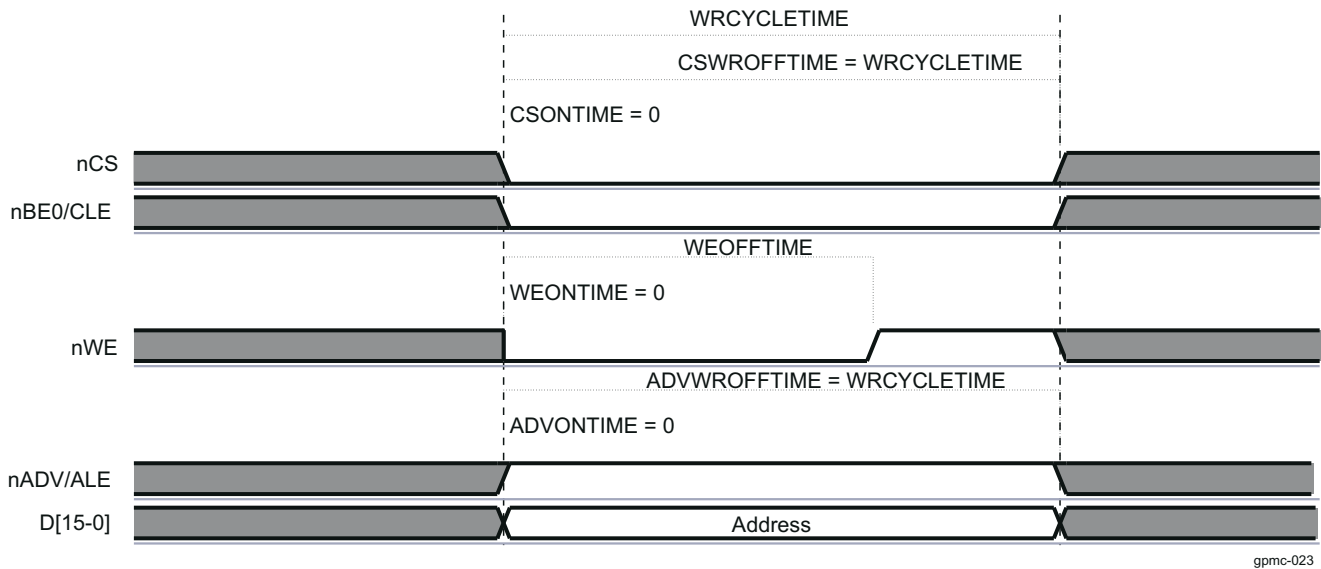 WRCYCLETIME
CSWROFFTIME = WRCYCLETIME
CSONTIME = 0
nCS
nBE0/CLE
WEOFFTIME
WEONTIME = 0
nWE
ADVWROFFTIME = WRCYCLETIME
ADVONTIME = 0
nADV/ALE
D[15-0]
Address
gpmc-023